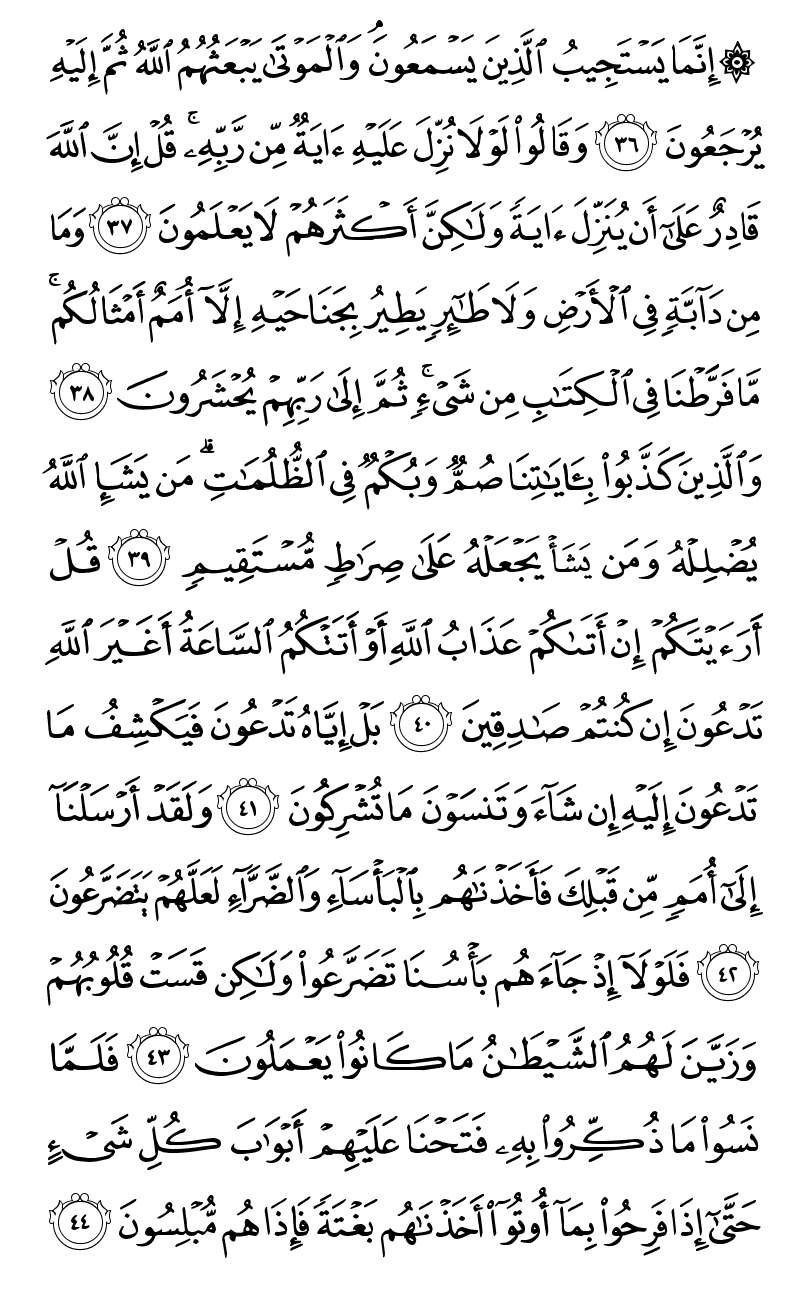 ۞ إِنَّمَا يَسْتَجِيبُ ٱلَّذِينَ يَسْمَعُونَۘ وَٱلْمَوْتَىٰ يَبْعَثُهُمُ ٱللَّهُ ثُمَّ إِلَيْهِ
يُرْجَعُونَ ٣٦ وَقَالُوا۟ لَوْلَا نُزِّلَ عَلَيْهِ ءَايَةٌ مِّن رَّبِّهِۦۚ قُلْ إِنَّ ٱللَّهَ
قَادِرٌ عَلَىٰٓ أَن يُنَزِّلَ ءَايَةً وَلَـٰكِنَّ أَكْثَرَهُمْ لَا يَعْلَمُونَ ٣٧ وَمَا
مِن دَآبَّةٍ فِى ٱلْأَرْضِ وَلَا طَـٰٓئِرٍ يَطِيرُ بِجَنَاحَيْهِ إِلَّآ أُمَمٌ أَمْثَالُكُمۚ
مَّا فَرَّطْنَا فِى ٱلْكِتَـٰبِ مِن شَىْءٍۚ ثُمَّ إِلَىٰ رَبِّهِمْ يُحْشَرُونَ ٣٨
وَٱلَّذِينَ كَذَّبُوا۟ بِـَٔايَـٰتِنَا صُمٌّ وَبُكْمٌ فِى ٱلظُّلُمَـٰتِۗ مَن يَشَإِ ٱللَّهُ
يُضْلِلْهُ وَمَن يَشَأْ يَجْعَلْهُ عَلَىٰ صِرَٰطٍ مُّسْتَقِيمٍ ٣٩ قُلْ
أَرَءَيْتَكُمْ إِنْ أَتَىٰكُمْ عَذَابُ ٱللَّهِ أَوْ أَتَتْكُمُ ٱلسَّاعَةُ أَغَيْرَ ٱللَّهِ
تَدْعُونَ إِن كُنتُمْ صَـٰدِقِينَ ٤٠ بَلْ إِيَّاهُ تَدْعُونَ فَيَكْشِفُ مَا
تَدْعُونَ إِلَيْهِ إِن شَآءَ وَتَنسَوْنَ مَا تُشْرِكُونَ ٤١ وَلَقَدْ أَرْسَلْنَآ
إِلَىٰٓ أُمَمٍ مِّن قَبْلِكَ فَأَخَذْنَـٰهُم بِٱلْبَأْسَآءِ وَٱلضَّرَّآءِ لَعَلَّهُمْ يَتَضَرَّعُونَ
٤٢ فَلَوْلَآ إِذْ جَآءَهُم بَأْسُنَا تَضَرَّعُوا۟ وَلَـٰكِن قَسَتْ قُلُوبُهُمْ
وَزَيَّنَ لَهُمُ ٱلشَّيْطَـٰنُ مَا كَانُوا۟ يَعْمَلُونَ ٤٣ فَلَمَّا
نَسُوا۟ مَا ذُكِّرُوا۟ بِهِۦ فَتَحْنَا عَلَيْهِمْ أَبْوَٰبَ كُلِّ شَىْءٍ
حَتَّىٰٓ إِذَا فَرِحُوا۟ بِمَآ أُوتُوٓا۟ أَخَذْنَـٰهُم بَغْتَةً فَإِذَا هُم مُّبْلِسُونَ ٤٤